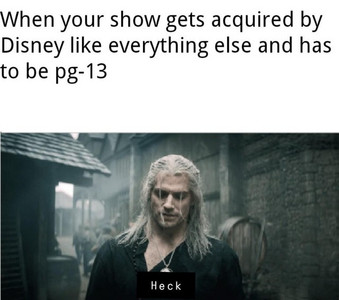 When your show gets acquired by
Disney like everything else and has
to be pg-13
Heck